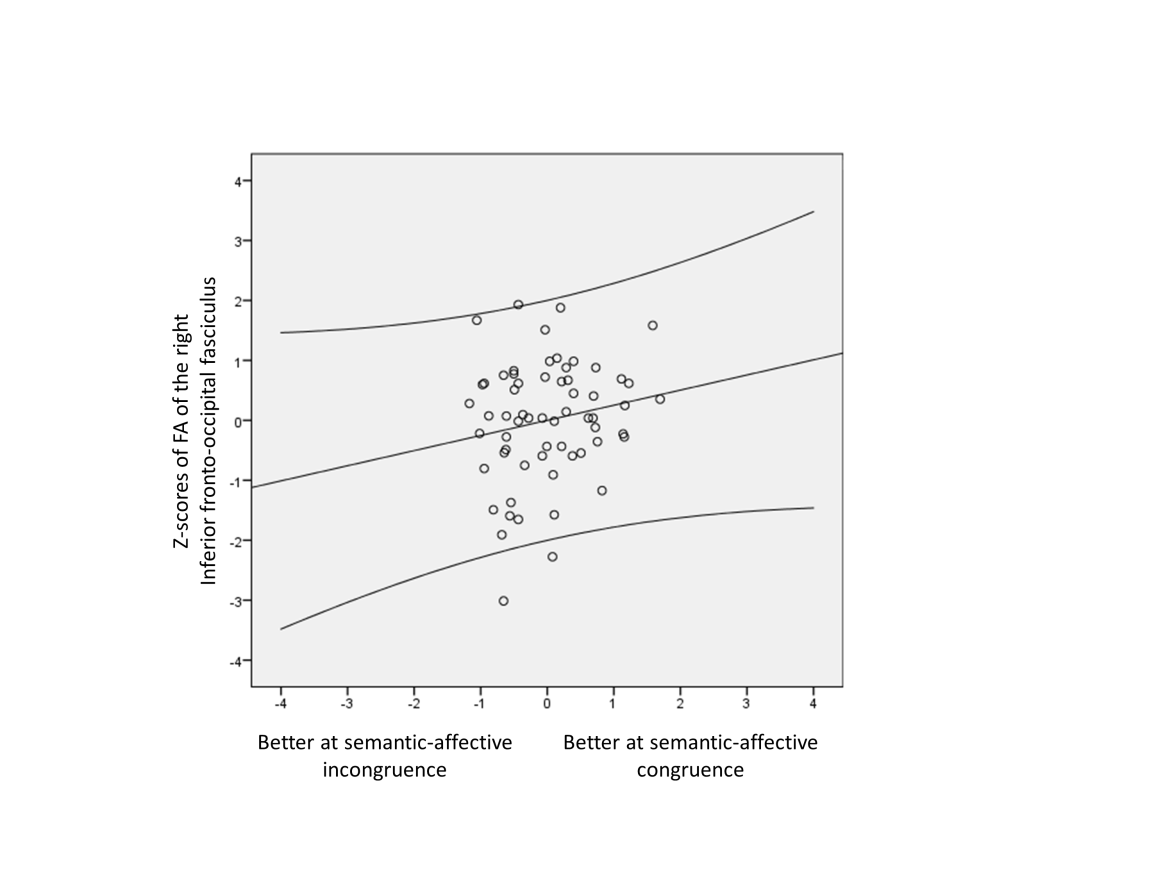 Z-scores of FA of the right
Inferior fronto-occipital fasciculus
4
3
2
1
0
-1
-2
-3
-4
-4 -3 -2 -1 0 1 2 3 4
Better at semantic-affective
incongruence
Better at semantic-affective
congruence